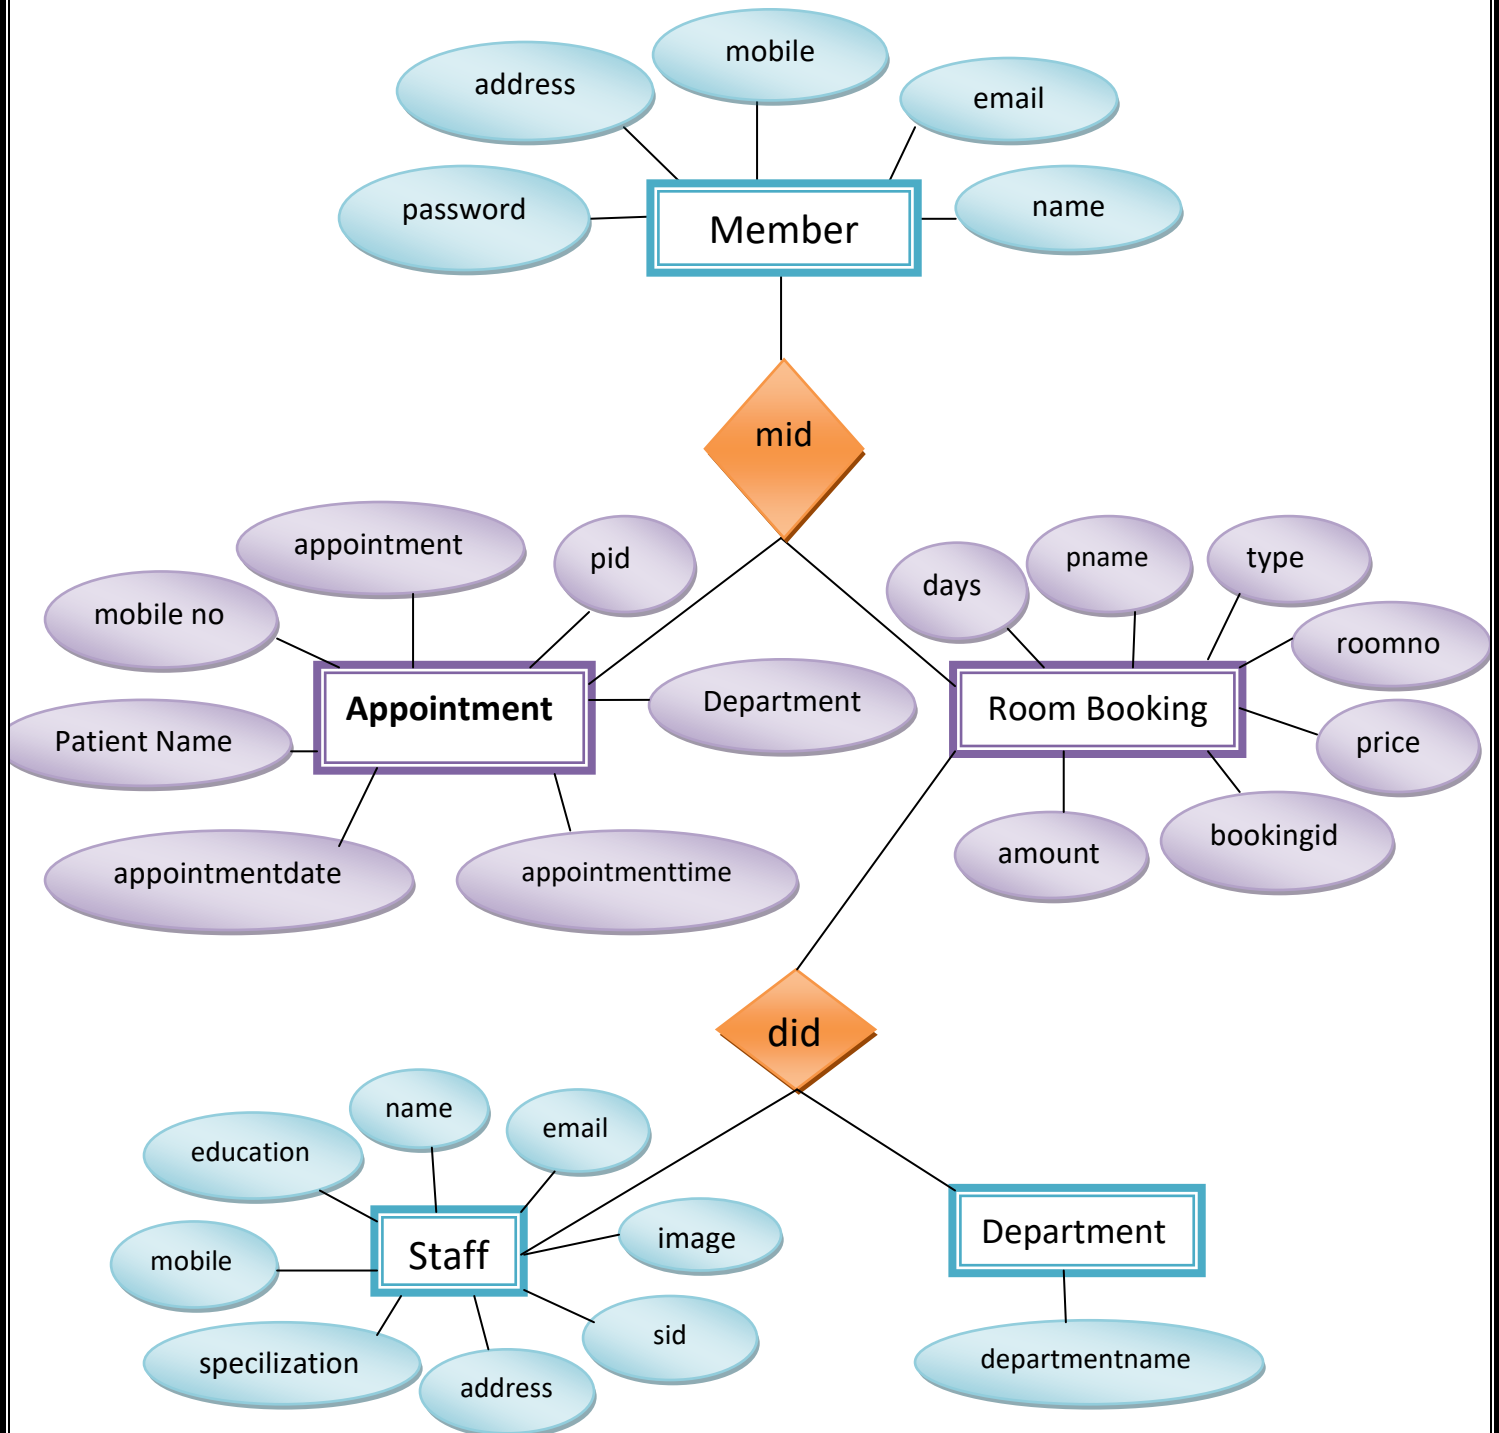 mobile
address
email
password
name
Member
mid
appointment
pid
pname
type
days
mobile no
roomno
Appointment
Department
Room Booking
Patient Name
price
bookingid
amount
appointmentdate
appointmenttime
did
name
email
education
image
Department
Staff
mobile
sid
specilization
departmentname
address